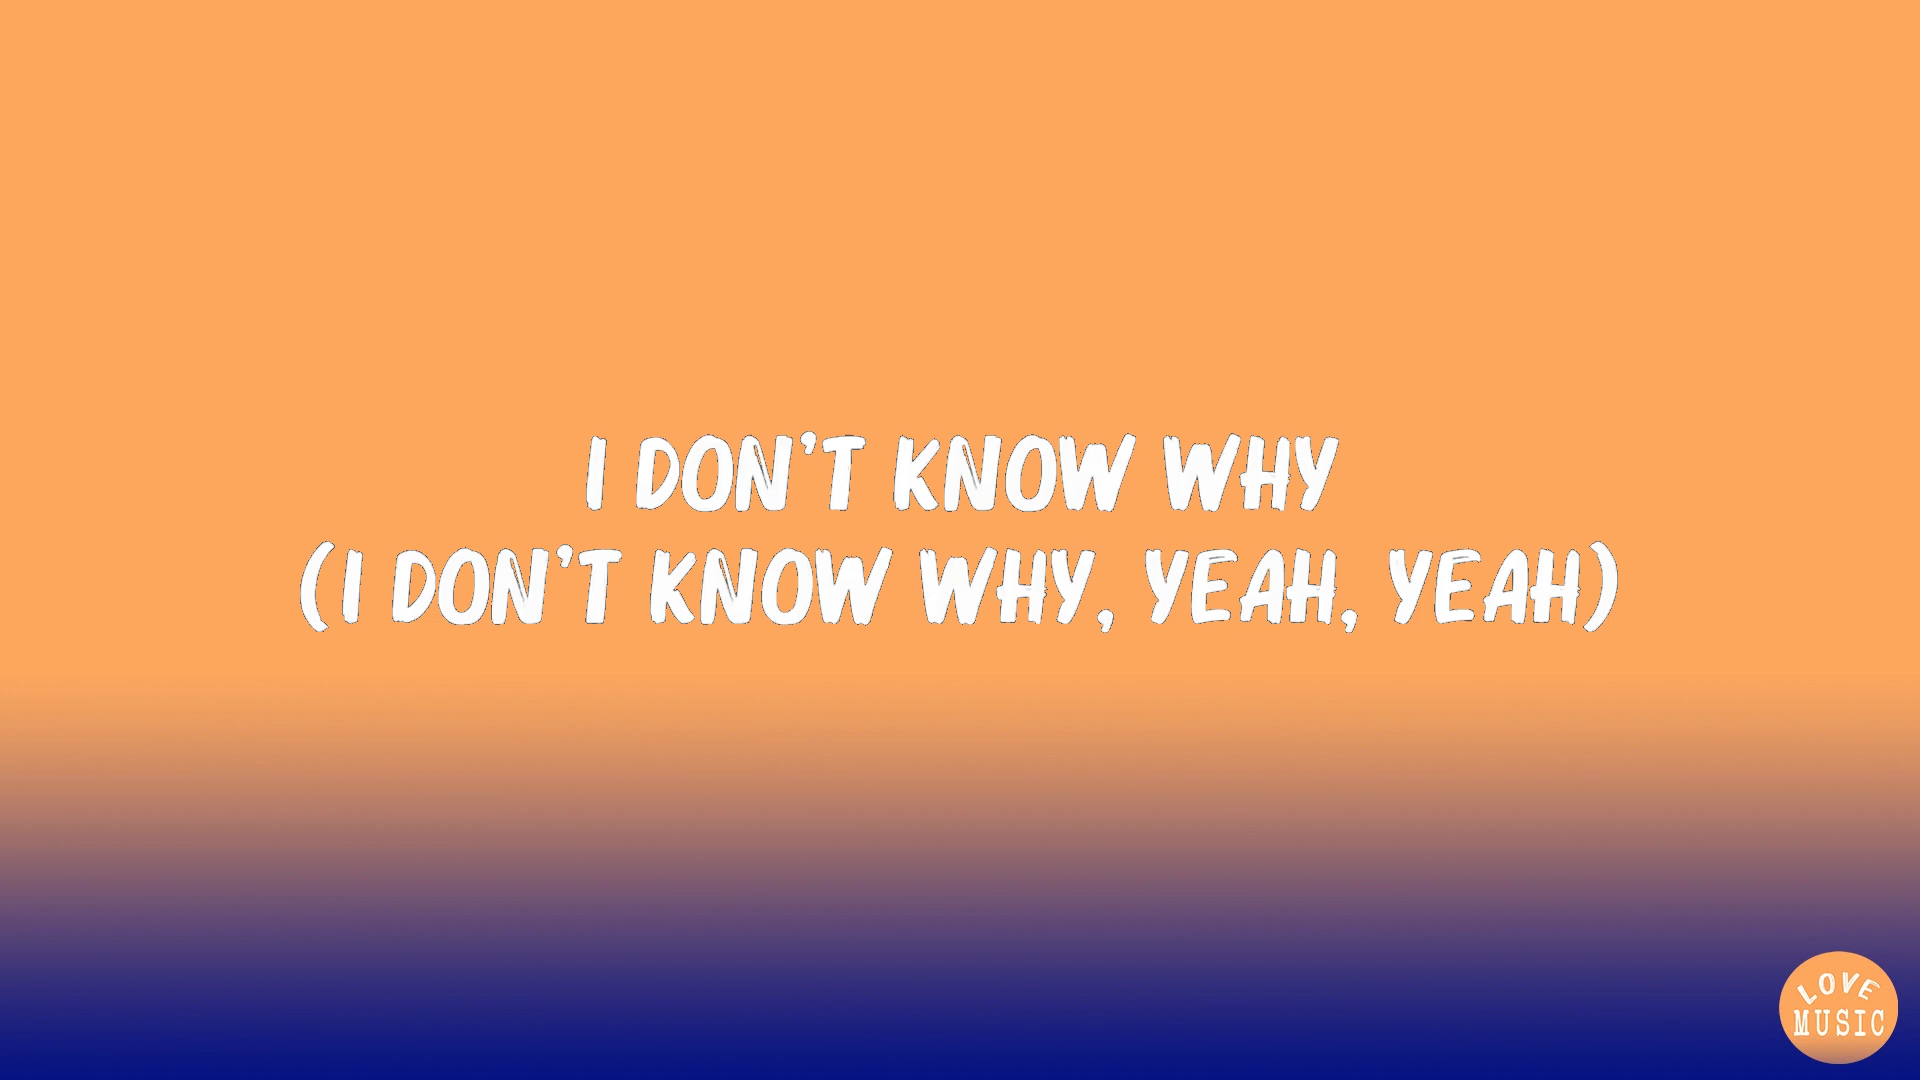 I DON'T KNOW WHY
(I DON'T KNOW WHY, YEAH, YEAH)
LOVE
MUSIC